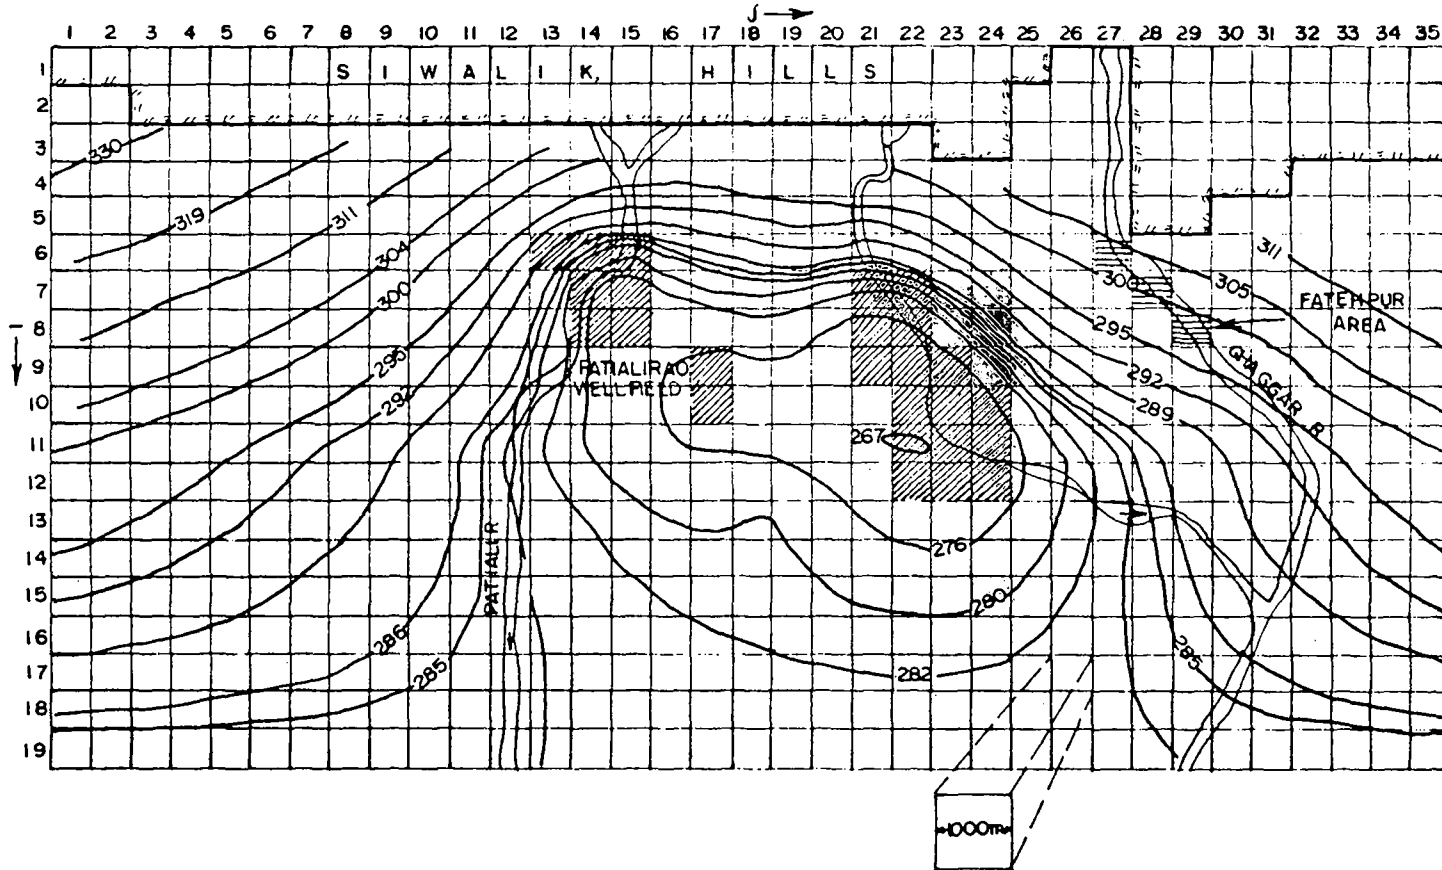 J
1 2 3 4 5 6 7 8 9 10 11 12 13 14 15 16 17 18 19 20 21 22 23 24 25 26 27 28 29 30 31 32 33 34 35
1 S I W A L I K, H I L L S
2
3 330
4
5 319 311
6 304 311
7 300 300 305 FATEHPUR
8 295 AREA
9 295 PATIALIRAO GHAGGAR R
10 292 WELLFIELD 292 289
11 267
12
13
14 276
15 PATIALER 280
16 286
17 285 282 285
18
19
1000m